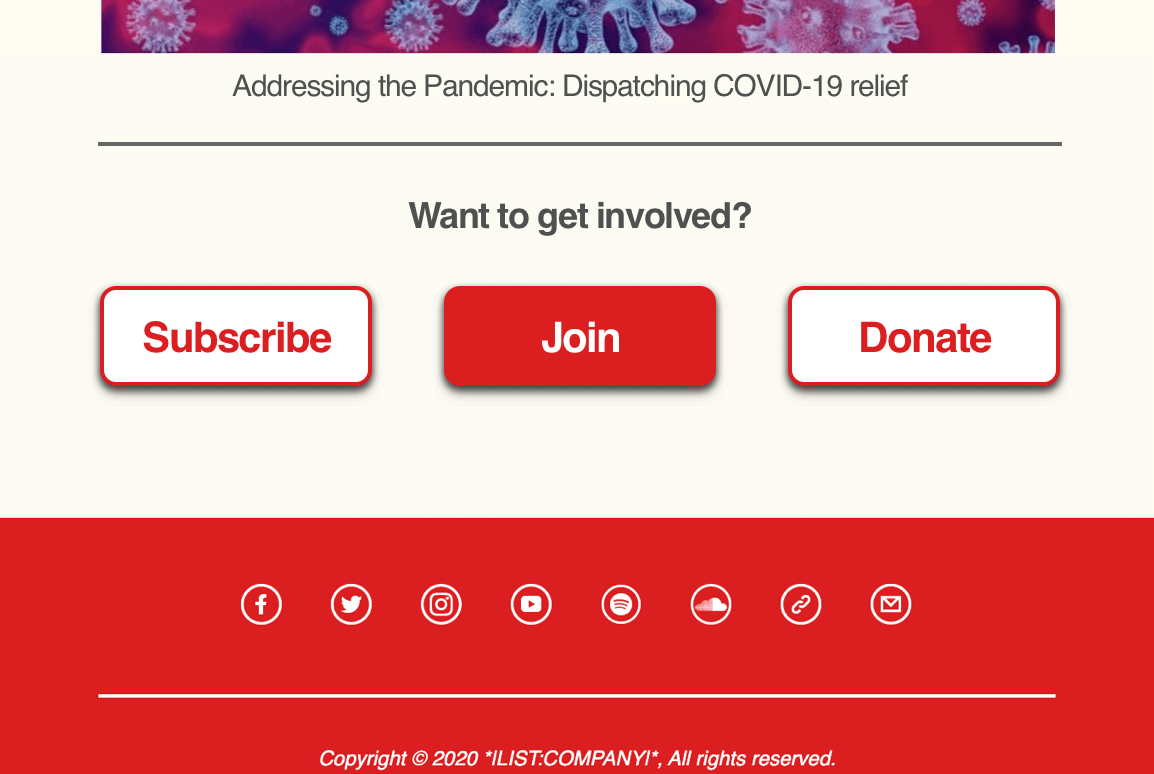 Addressing the Pandemic: Dispatching COVID-19 relief
Want to get involved?
Subscribe
Join
Donate
Copyright © 2020 *|LIST:COMPANY|*, All rights reserved.